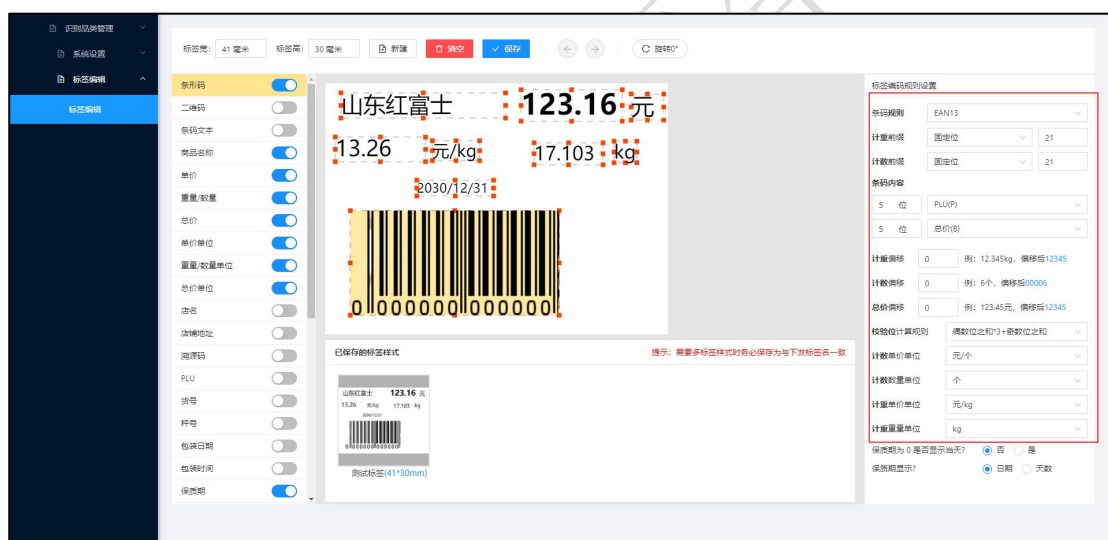 识别品类管理
系统设置
标签编辑
标签编辑
标签宽: 41 毫米 标签高: 30 毫米 新建 清空 保存 旋转0°
条形码
二维码
条码文本
商品名称
单价
重量/数量
总价
单价单位
重量/数量单位
总价单位
店名
店铺地址
溯源码
PLU
货号
秤号
包装日期
包装时间
保质期
山东红富士 123.16 元
13.26 元/kg 17.103 kg
2030/12/31
0 000000 000000
已保存的标签样式 提示：需要多标签样式时务必保存为与下发标签名一致
山东红富士 123.16 元
13.26 元/kg 17.103 kg
2030/12/31
0 000000 000000
测试标签(41*30mm)
标签编码规则设置
条码规则 EAN13
计重前缀 固定位 21
计数前缀 固定位 21
条码内容
5 位 PLU(P)
5 位 总价(B)
计重偏移 0 例：12.345kg，偏移后12345
计数偏移 0 例：6个，偏移后00006
总价偏移 0 例：123.45元，偏移后12345
校验位计算规则 偶数位之和*3+奇数位之和
计数单价单位 元/个
计数数量单位 个
计重单价单位 元/kg
计重重量单位 kg
保质期为 0 是否显示当天? 否 是
保质期显示? 日期 天数